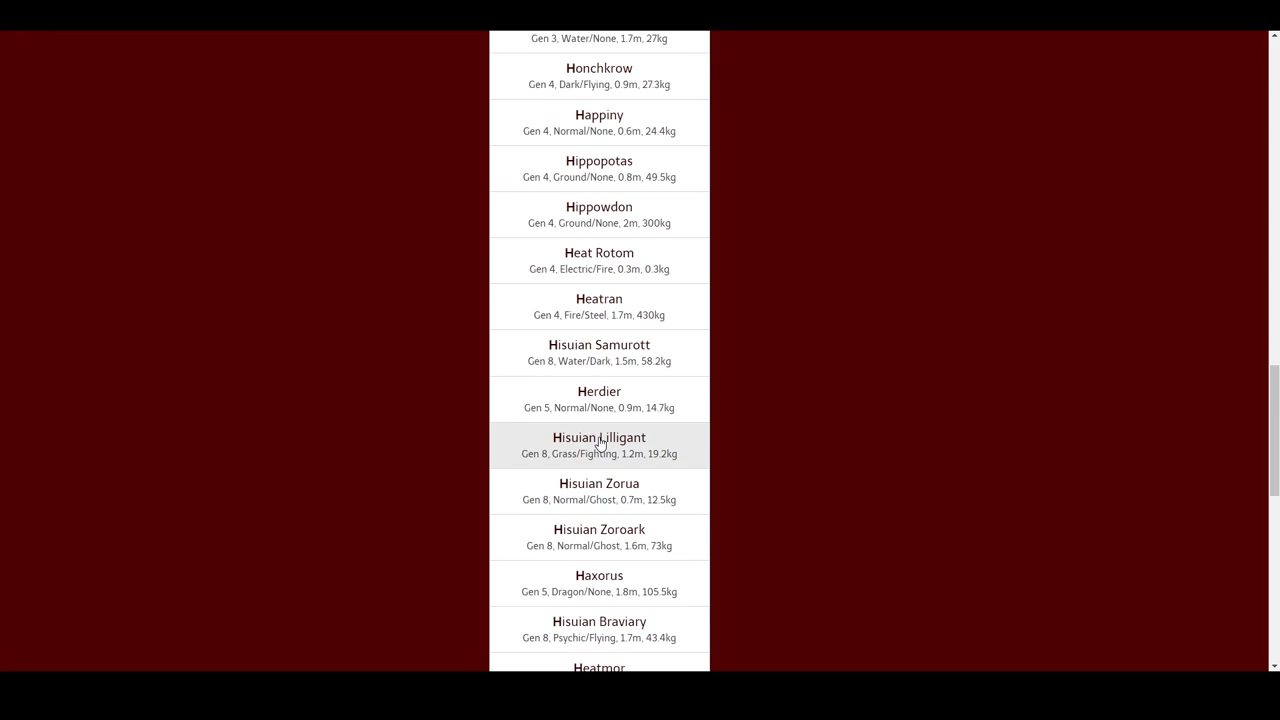 Gen 3, Water/None, 1.7m, 27kg
Honchkrow
Gen 4, Dark/Flying, 0.9m, 27.3kg
Happiny
Gen 4, Normal/None, 0.6m, 24.4kg
Hippopotas
Gen 4, Ground/None, 0.8m, 49.5kg
Hippowdon
Gen 4, Ground/None, 2m, 300kg
Heat Rotom
Gen 4, Electric/Fire, 0.3m, 0.3kg
Heatran
Gen 4, Fire/Steel, 1.7m, 430kg
Hisuian Samurott
Gen 8, Water/Dark, 1.5m, 58.2kg
Herdier
Gen 5, Normal/None, 0.9m, 14.7kg
Hisuian Lilligant
Gen 8, Grass/Fighting, 1.2m, 19.2kg
Hisuian Zorua
Gen 8, Normal/Ghost, 0.7m, 12.5kg
Hisuian Zoroark
Gen 8, Normal/Ghost, 1.6m, 73kg
Haxorus
Gen 5, Dragon/None, 1.8m, 105.5kg
Hisuian Braviary
Gen 8, Psychic/Flying, 1.7m, 43.4kg
Heatmor